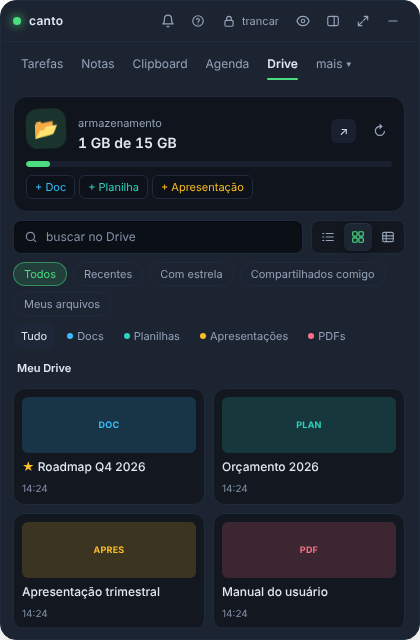 canto trancar
Tarefas Notas Clipboard Agenda Drive mais
armazenamento
1 GB de 15 GB
+ Doc + Planilha + Apresentação
buscar no Drive
Todos Recentes Com estrela Compartilhados comigo
Meus arquivos
Tudo Docs Planilhas Apresentações PDFs
Meu Drive
DOC PLAN
★ Roadmap Q4 2026 Orçamento 2026
14:24 14:24
APRES PDF
Apresentação trimestral Manual do usuário
14:24 14:24